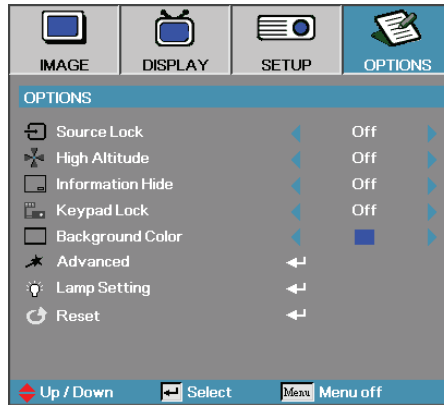 IMAGE DISPLAY SETUP OPTIONS
OPTIONS
Source Lock Off
High Altitude Off
Information Hide Off
Keypad Lock Off
Background Color
Advanced
Lamp Setting
Reset
Up / Down Select Menu Menu off